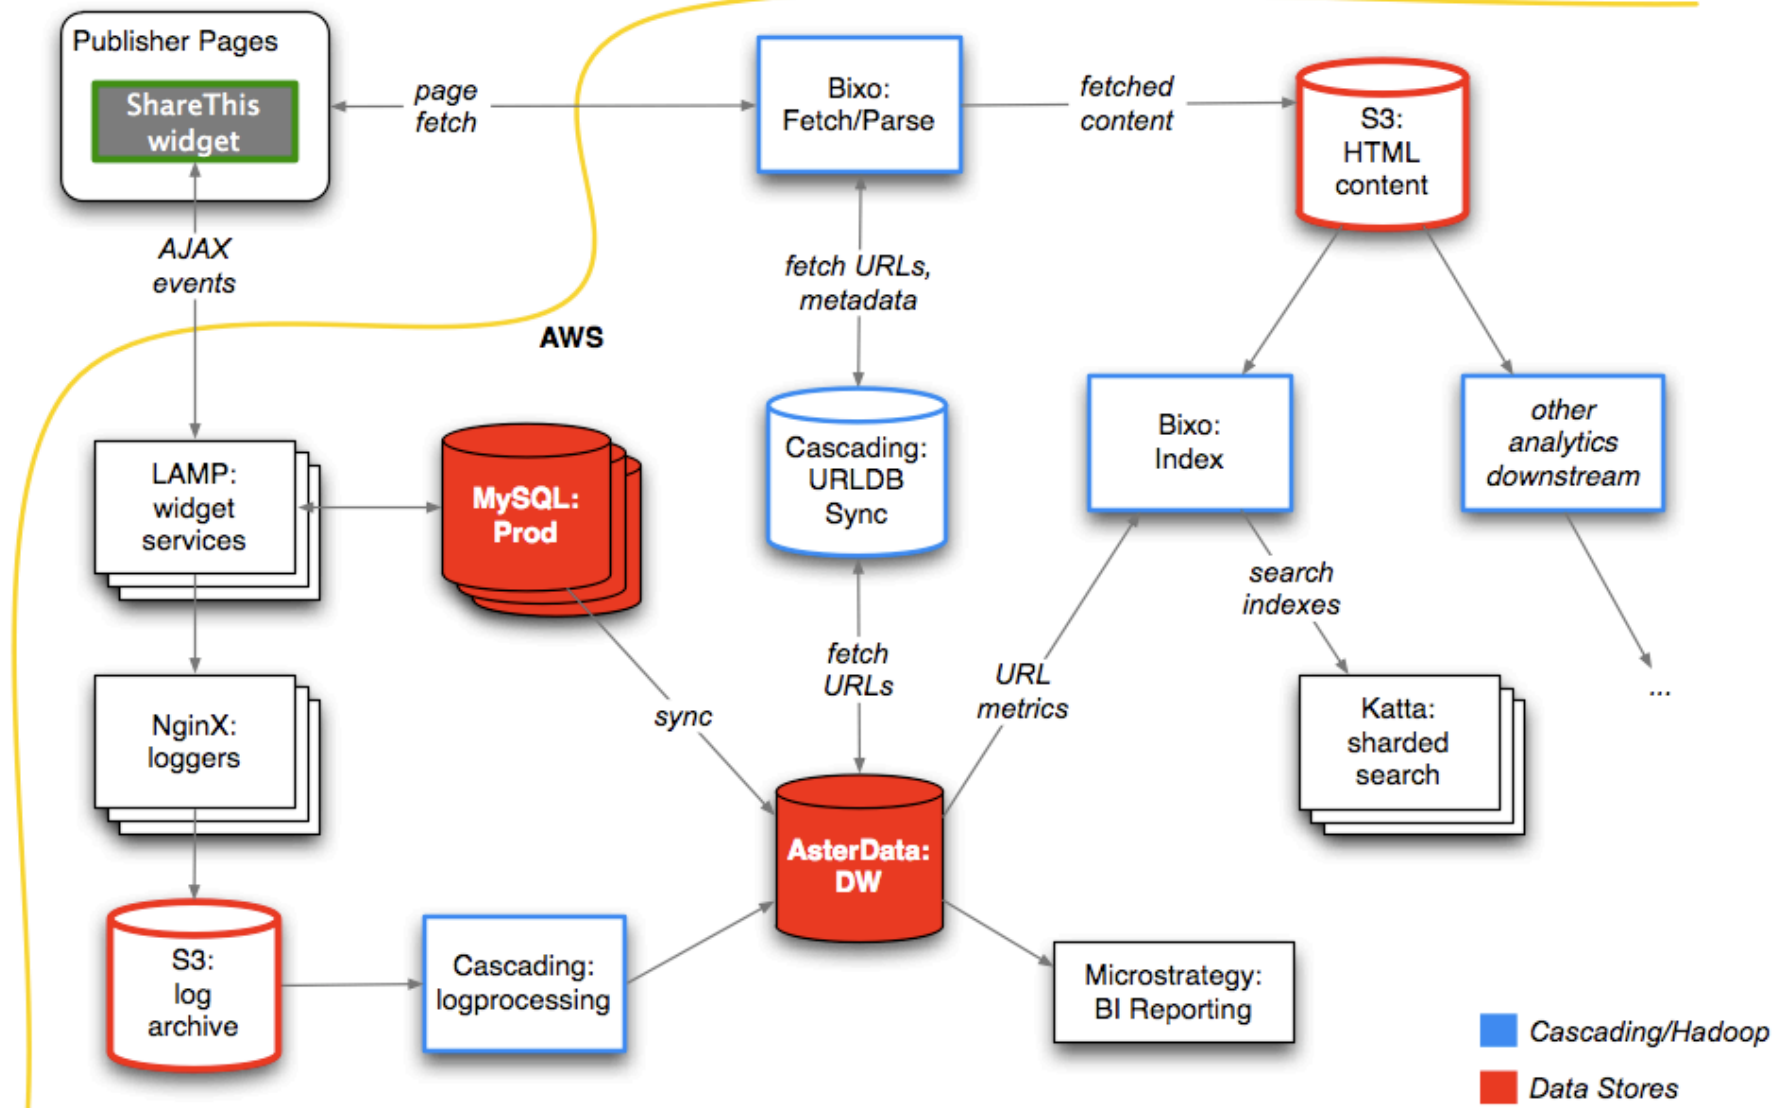 Publisher Pages
ShareThis
widget
page
fetch
Bixo:
Fetch/Parse
fetched
content
S3:
HTML
content
AJAX
events
fetch URLs,
metadata
AWS
LAMP:
widget
services
MySQL:
Prod
Cascading:
URLDB
Sync
Bixo:
Index
other
analytics
downstream
search
indexes
fetch
URLs
URL
metrics
sync
...
NginX:
loggers
Katta:
sharded
search
AsterData:
DW
S3:
log
archive
Cascading:
logprocessing
Microstrategy:
BI Reporting
Cascading/Hadoop
Data Stores